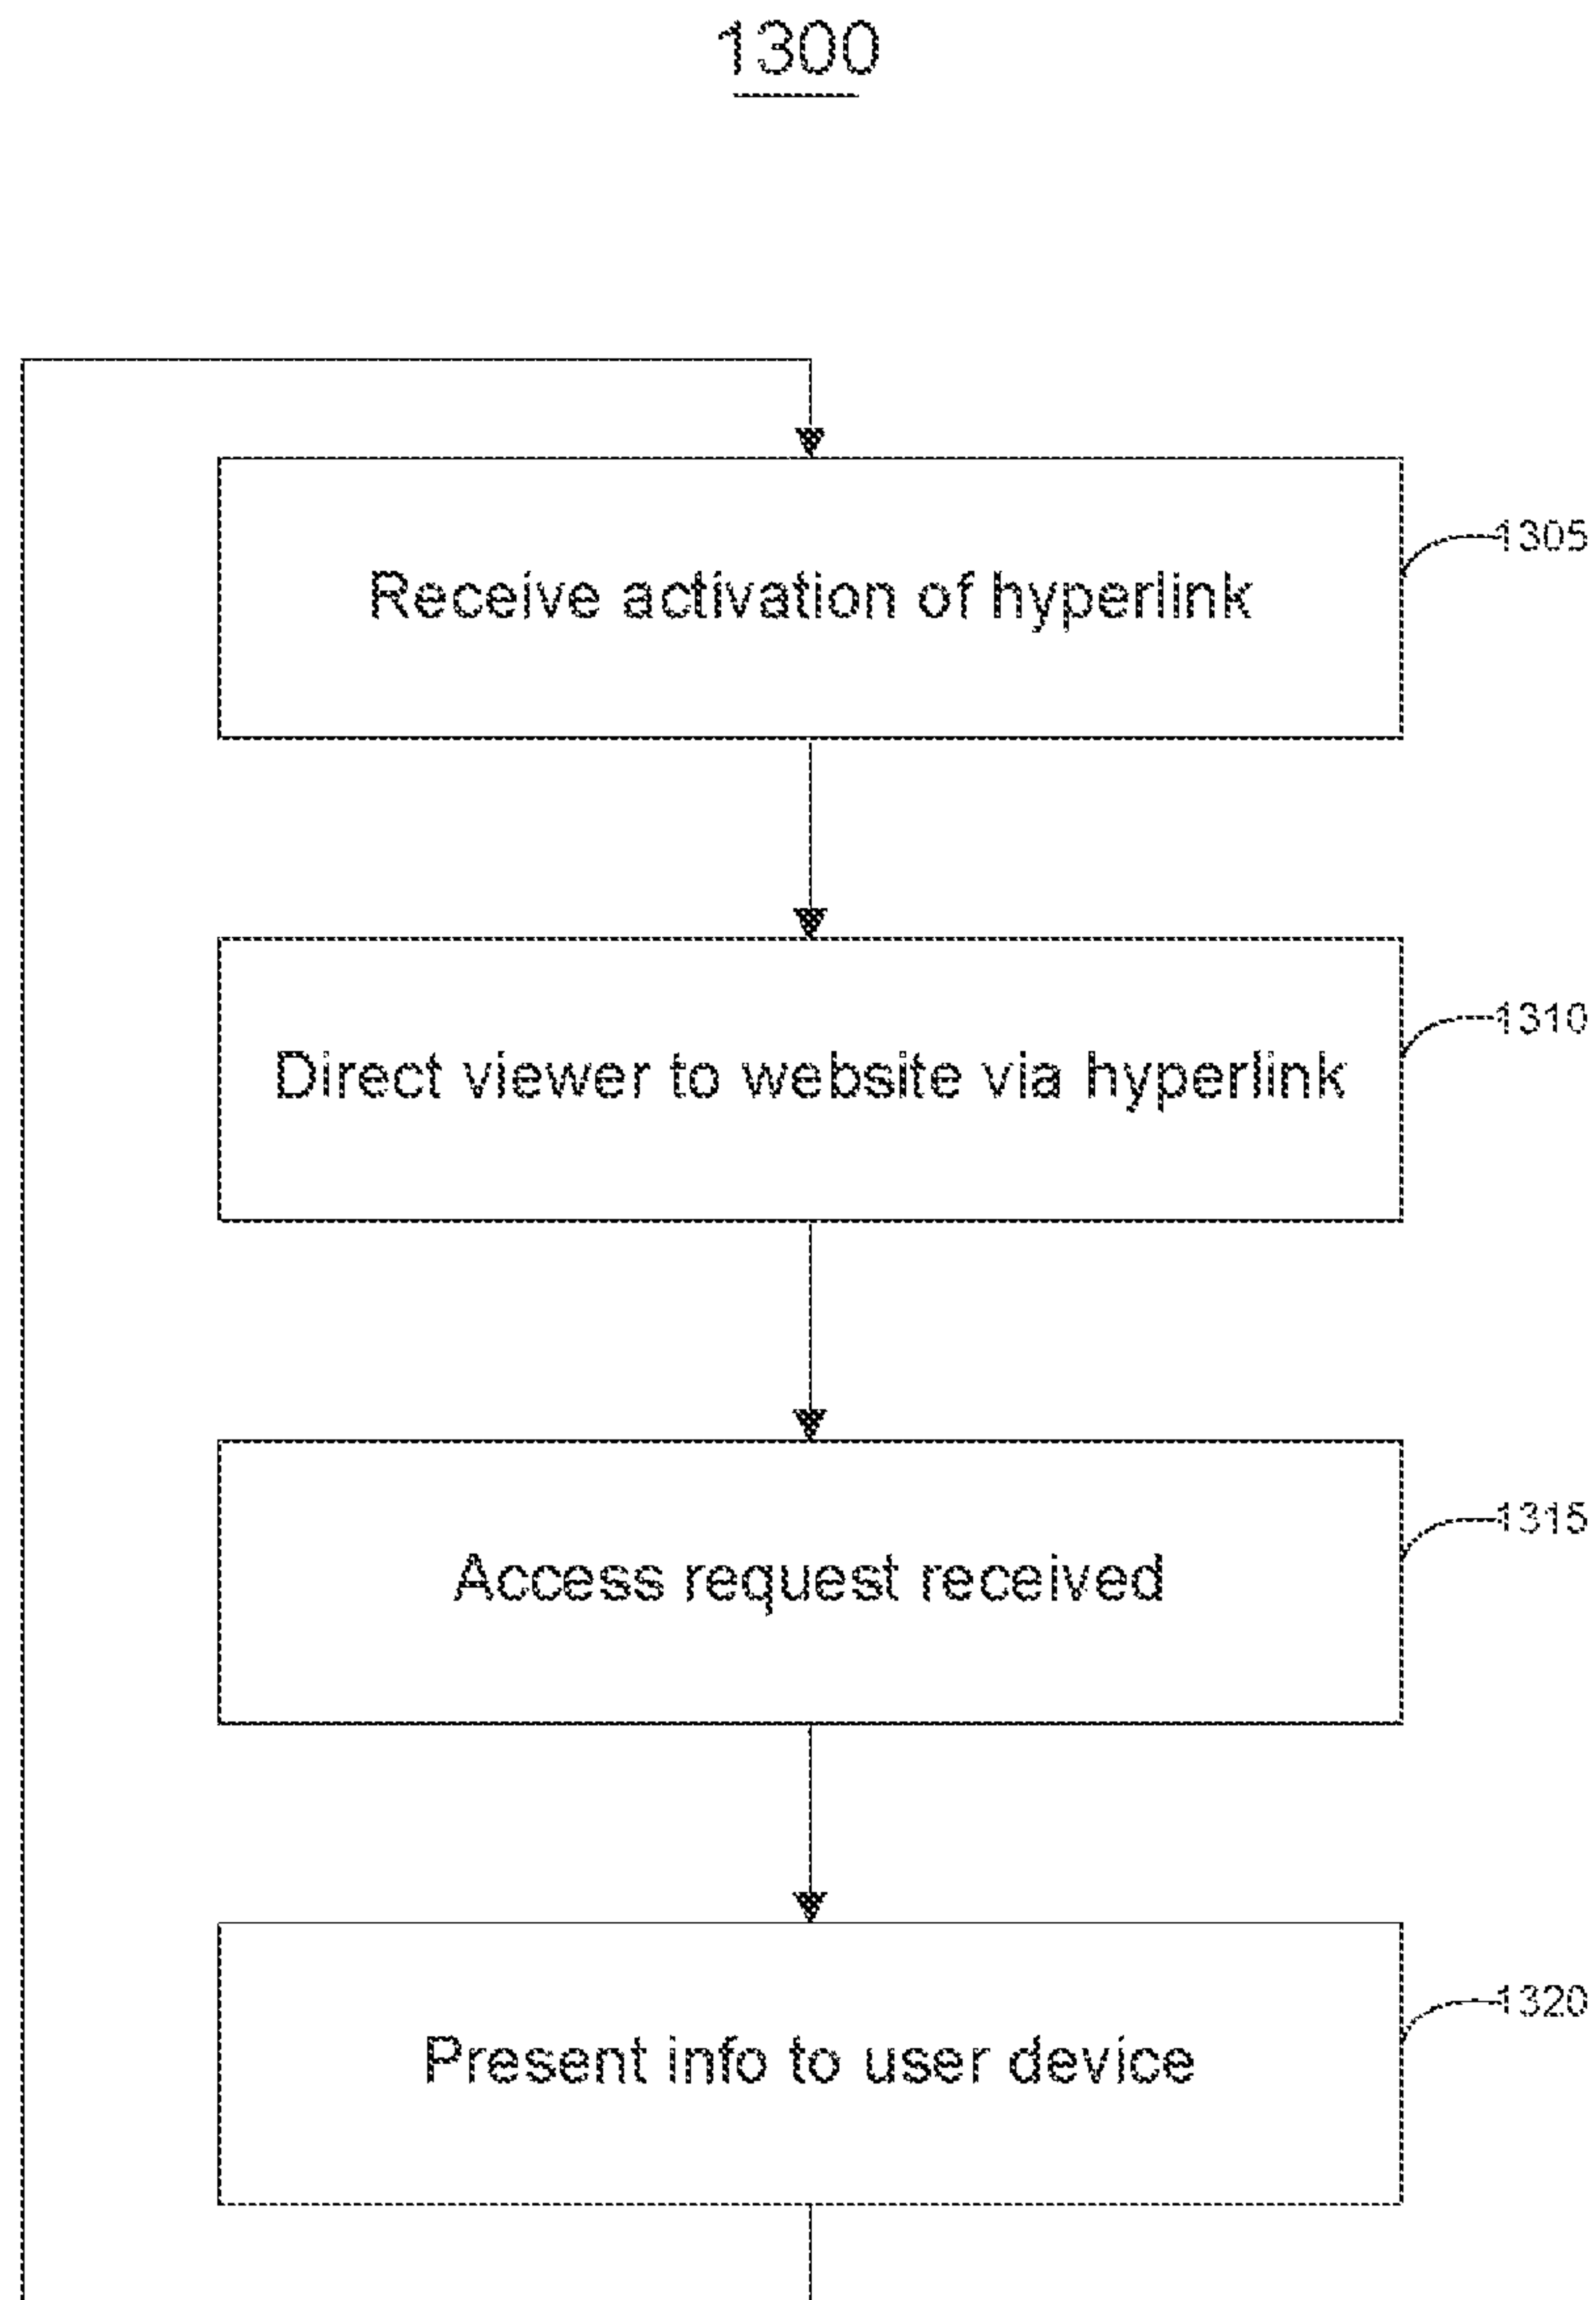 1300
Receive activation of hyperlink
1305
Direct viewer to website via hyperlink
1310
Access request received
1315
Present info to user device
1320